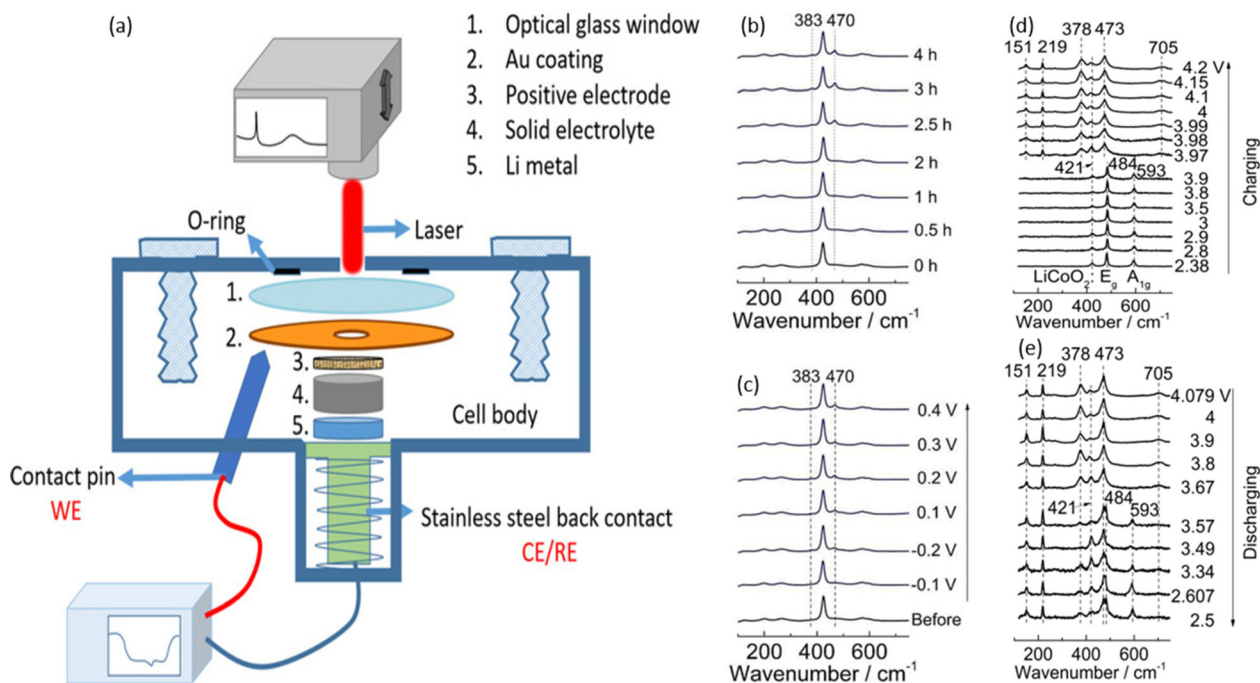 (a)
1. Optical glass window
2. Au coating
3. Positive electrode
4. Solid electrolyte
5. Li metal
O-ring
Laser
1.
2.
3.
4.
5.
Cell body
Contact pin
WE
Stainless steel back contact
CE/RE
(b)
383 470
4 h
3 h
2.5 h
2 h
1 h
0.5 h
0 h
200 400 600
Wavenumber / cm-1
(c)
383 470
0.4 V
0.3 V
0.2 V
0.1 V
-0.2 V
-0.1 V
Before
200 400 600
Wavenumber / cm-1
(d)
378 473
151 219 705
4.2 V
4.15
4.1
4
3.99
3.98
3.97
421 484 593
3.9
3.8
3.5
3
2.9
2.8
2.38
LiCoO2 Eg A1g
Charging
200 400 600
Wavenumber / cm-1
(e)
378 473
151 219 705
4.079 V
4
3.9
3.8
3.67
421 484 593
3.57
3.49
3.34
2.607
2.5
Discharging
200 400 600
Wavenumber / cm-1